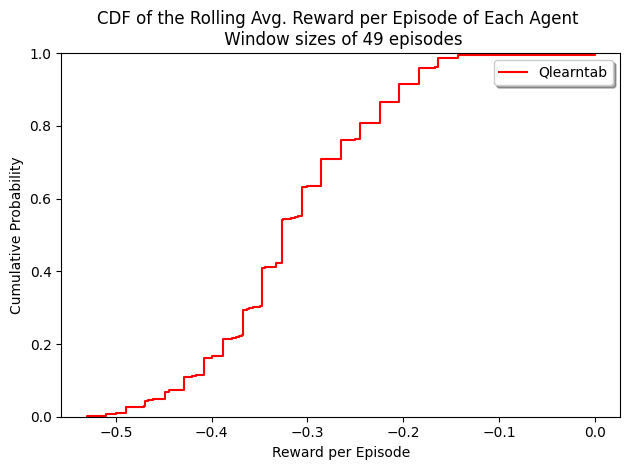 CDF of the Rolling Avg. Reward per Episode of Each Agent
Window sizes of 49 episodes
Qlearntab
Cumulative Probability
1.0
0.8
0.6
0.4
0.2
0.0
−0.5 −0.4 −0.3 −0.2 −0.1 0.0
Reward per Episode